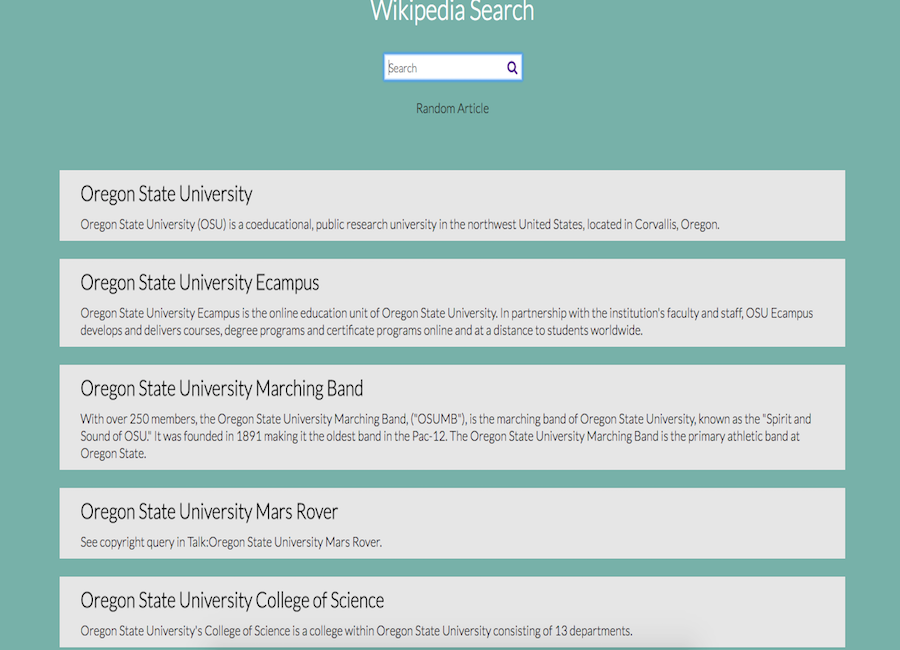 Wikipedia Search
Search
Random Article
Oregon State University
Oregon State University (OSU) is a coeducational, public research university in the northwest United States, located in Corvallis, Oregon.
Oregon State University Ecampus
Oregon State University Ecampus is the online education unit of Oregon State University. In partnership with the institution's faculty and staff, OSU Ecampus
develops and delivers courses, degree programs and certificate programs online and at a distance to students worldwide.
Oregon State University Marching Band
With over 250 members, the Oregon State University Marching Band, ("OSUMB"), is the marching band of Oregon State University, known as the "Spirit and
Sound of OSU." It was founded in 1891 making it the oldest band in the Pac-12. The Oregon State University Marching Band is the primary athletic band at
Oregon State.
Oregon State University Mars Rover
See copyright query in Talk:Oregon State University Mars Rover.
Oregon State University College of Science
Oregon State University's College of Science is a college within Oregon State University consisting of 13 departments.